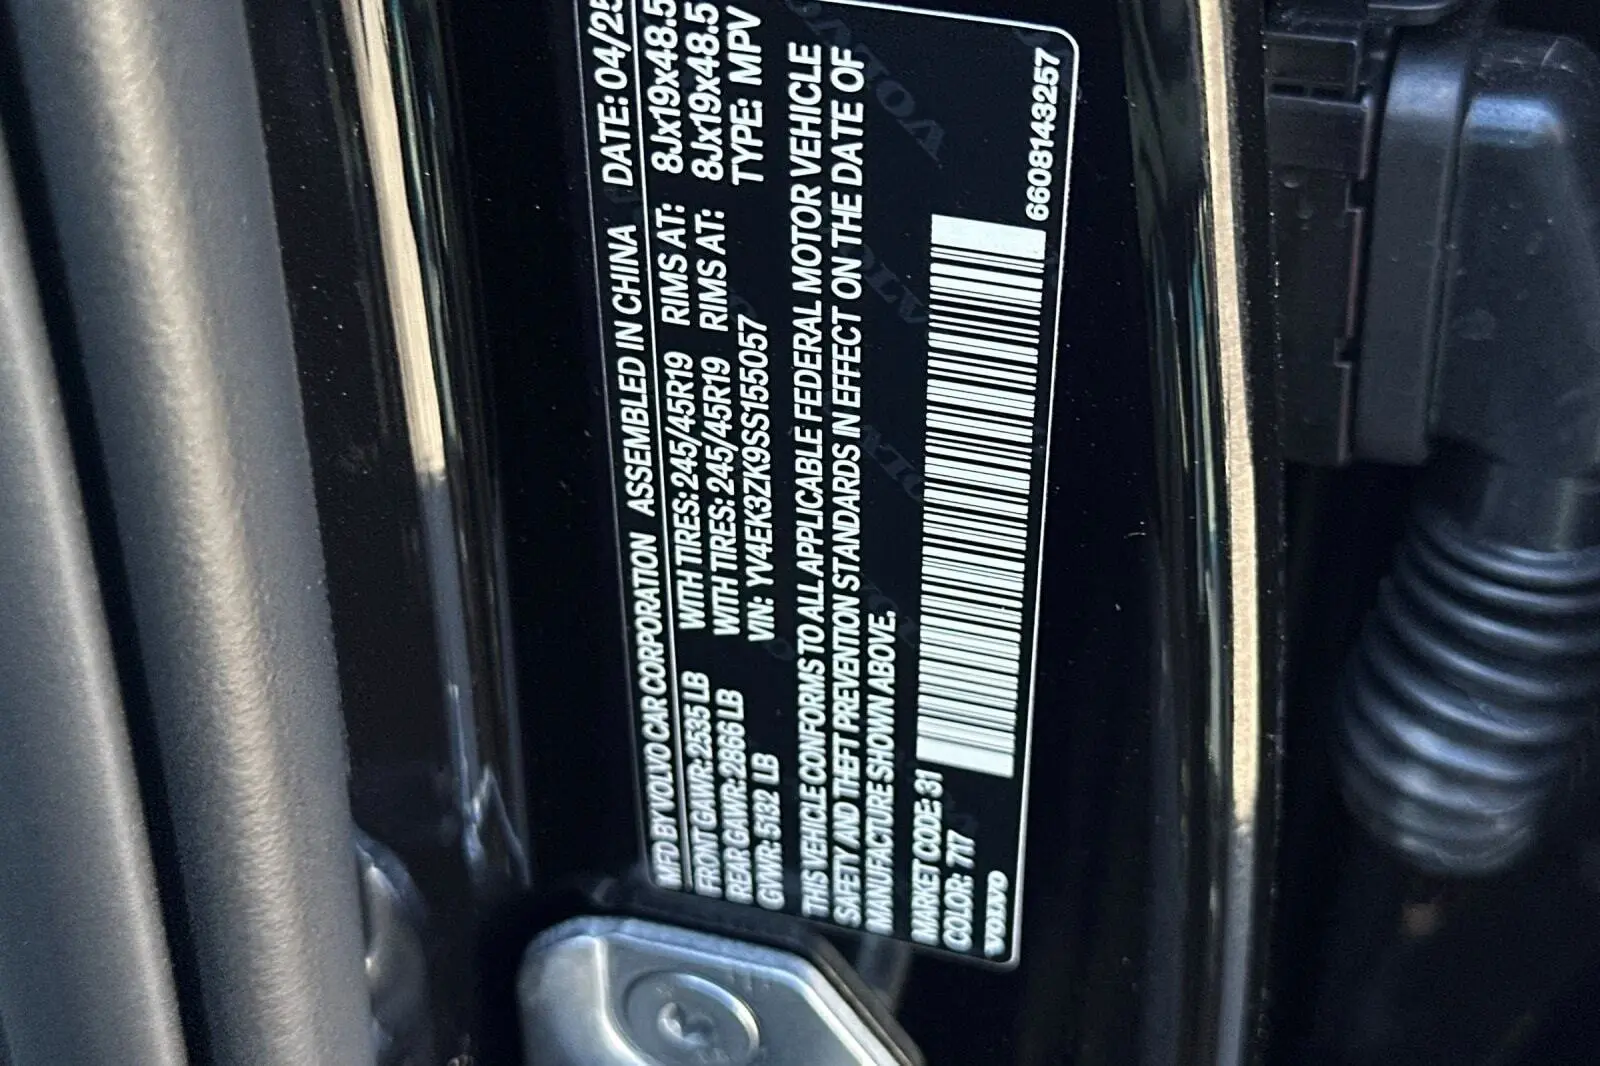 MFD BY VOLVO CAR CORPORATION ASSEMBLED IN CHINA DATE: 04/25
FRONT GAWR: 2535 LB WITH TIRES: 245/45R19 RIMS AT: 8Jx19x48.5
REAR GAWR: 2866 LB WITH TIRES: 245/45R19 RIMS AT: 8Jx19x48.5
GVWR: 5132 LB VIN: YV4EK3ZK9SS155057 TYPE: MPV
THIS VEHICLE CONFORMS TO ALL APPLICABLE FEDERAL MOTOR VEHICLE
SAFETY AND THEFT PREVENTION STANDARDS IN EFFECT ON THE DATE OF
MANUFACTURE SHOWN ABOVE.
MARKET CODE: 31
COLOR: 717
VOLVO
6608143257